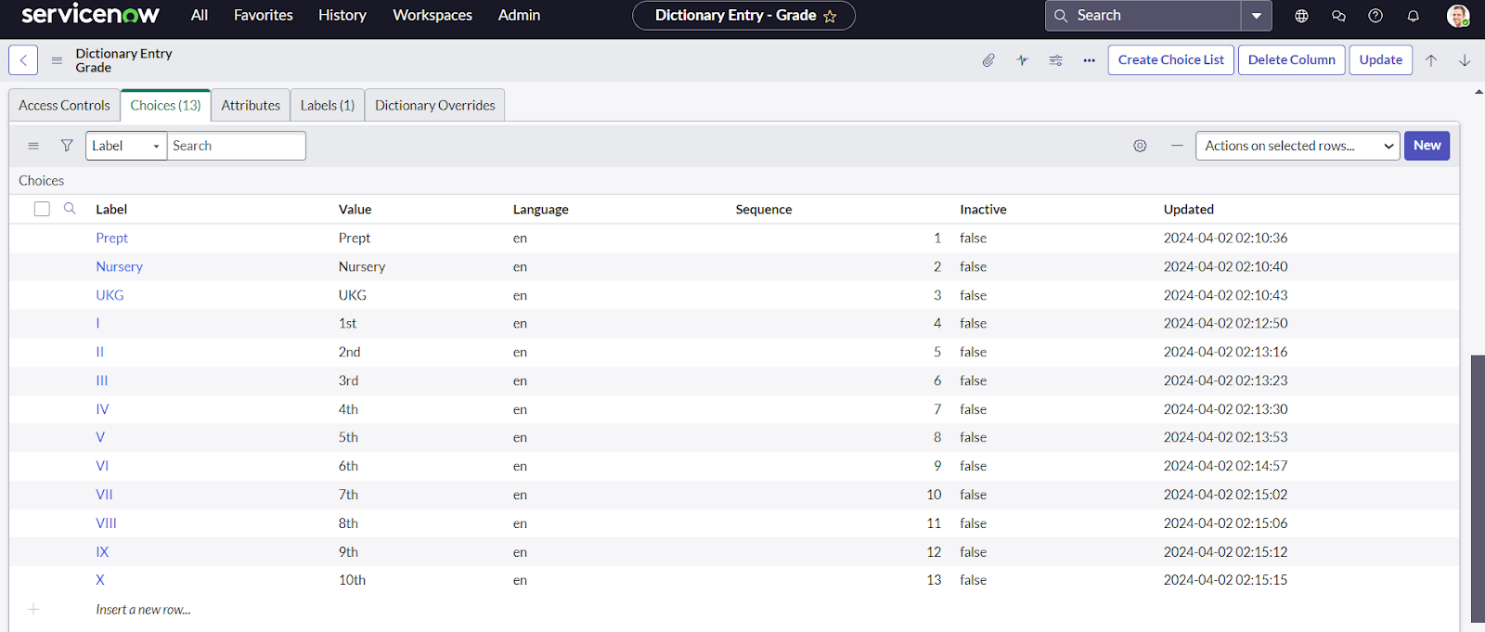 servicenow All Favorites History Workspaces Admin Dictionary Entry - Grade Search
Dictionary Entry
Grade
Create Choice List Delete Column Update
Access Controls Choices (13) Attributes Labels (1) Dictionary Overrides
Label Search Actions on selected rows... New
Choices
Label Value Language Sequence Inactive Updated
Prept Prept en 1 false 2024-04-02 02:10:36
Nursery Nursery en 2 false 2024-04-02 02:10:40
UKG UKG en 3 false 2024-04-02 02:10:43
I 1st en 4 false 2024-04-02 02:12:50
II 2nd en 5 false 2024-04-02 02:13:16
III 3rd en 6 false 2024-04-02 02:13:23
IV 4th en 7 false 2024-04-02 02:13:30
V 5th en 8 false 2024-04-02 02:13:53
VI 6th en 9 false 2024-04-02 02:14:57
VII 7th en 10 false 2024-04-02 02:15:02
VIII 8th en 11 false 2024-04-02 02:15:06
IX 9th en 12 false 2024-04-02 02:15:12
X 10th en 13 false 2024-04-02 02:15:15
Insert a new row...